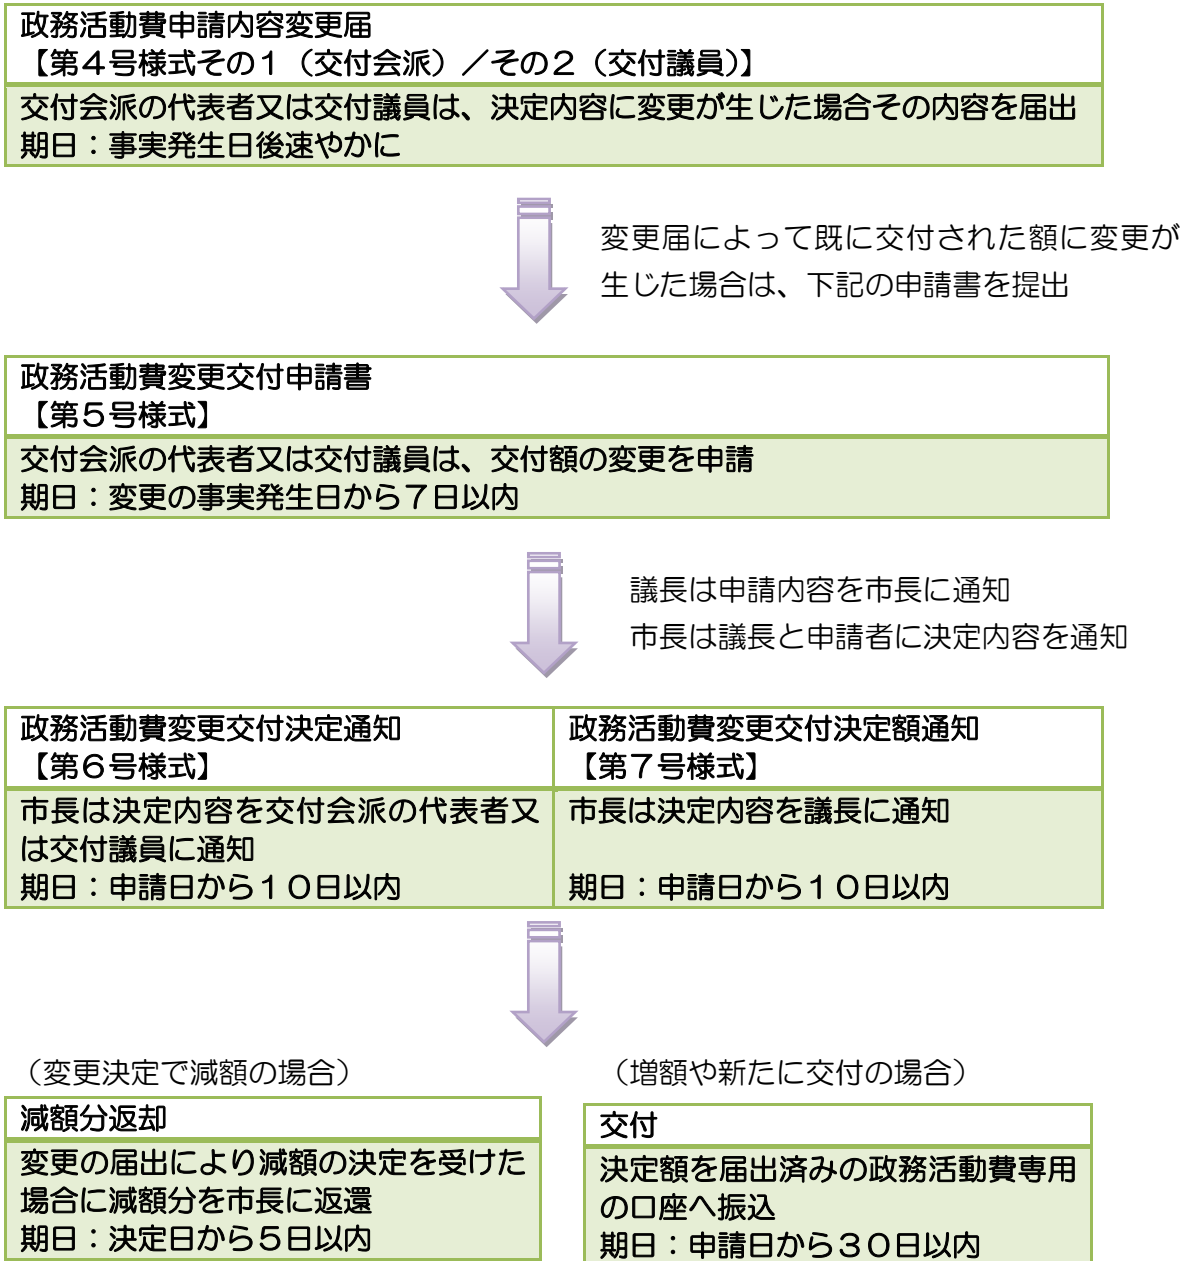 政務活動費申請内容変更届
【第４号様式その１（交付会派）／その２（交付議員）】
交付会派の代表者又は交付議員は、決定内容に変更が生じた場合その内容を届出
期日：事実発生日後速やかに
変更届によって既に交付された額に変更が
生じた場合は、下記の申請書を提出
政務活動費変更交付申請書
【第５号様式】
交付会派の代表者又は交付議員は、交付額の変更を申請
期日：変更の事実発生日から７日以内
議長は申請内容を市長に通知
市長は議長と申請者に決定内容を通知
政務活動費変更交付決定通知
【第６号様式】
市長は決定内容を交付会派の代表者又
は交付議員に通知
期日：申請日から１０日以内
政務活動費変更交付決定額通知
【第７号様式】
市長は決定内容を議長に通知
期日：申請日から１０日以内
（変更決定で減額の場合）
減額分返却
変更の届出により減額の決定を受けた
場合に減額分を市長に返還
期日：決定日から５日以内
（増額や新たに交付の場合）
交付
決定額を届出済みの政務活動費専用
の口座へ振込
期日：申請日から３０日以内